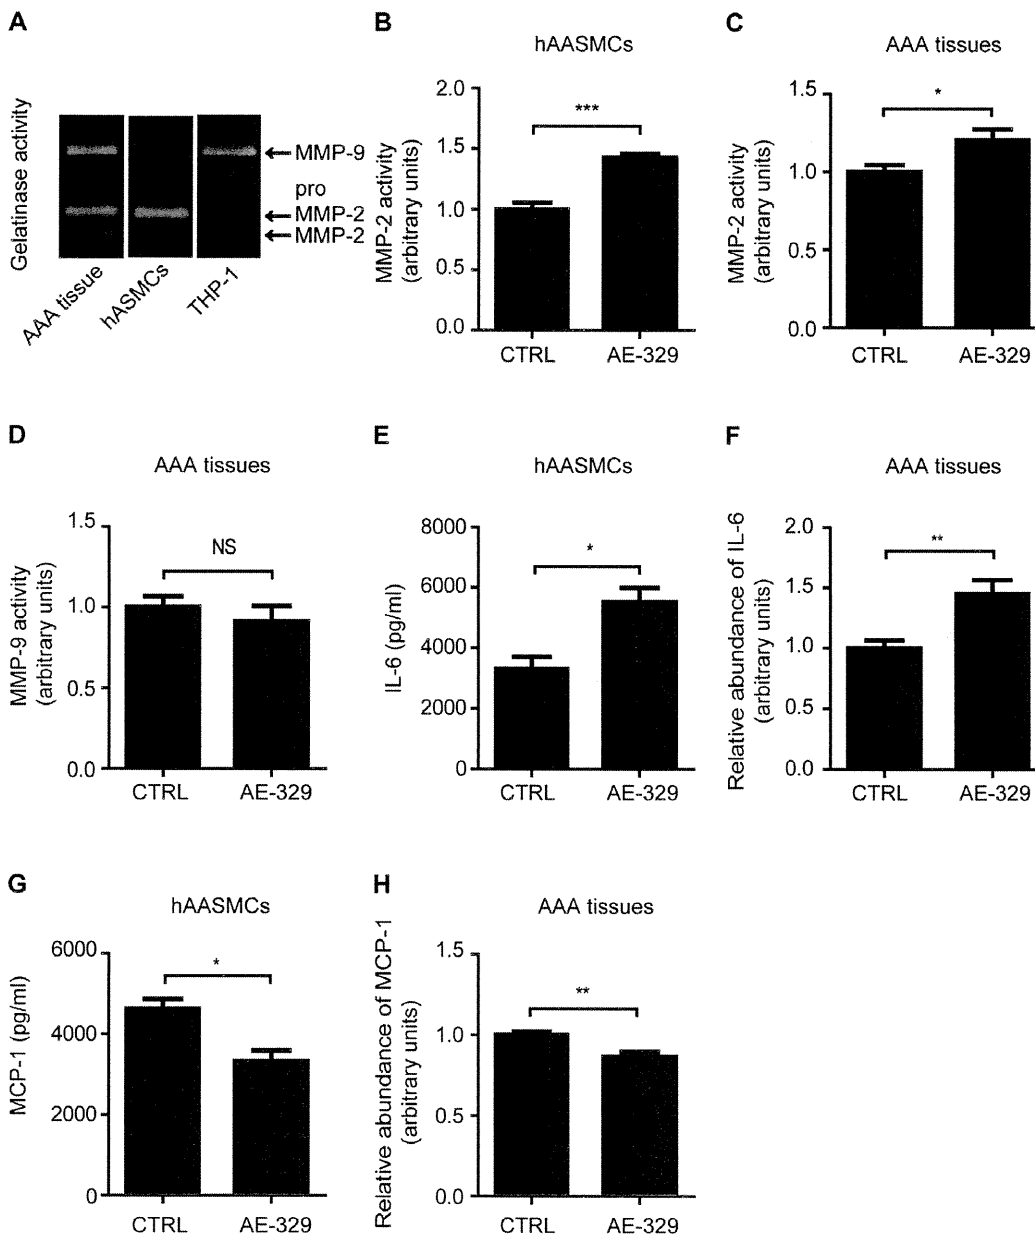 A
Gelatinase activity
MMP-9
pro
MMP-2
MMP-2
AAA tissue
hASMCs
THP-1
B
hAASMCs
MMP-2 activity
(arbitrary units)
2.0
1.5
1.0
0.5
0.0
***
CTRL
AE-329
C
AAA tissues
MMP-2 activity
(arbitrary units)
1.5
1.0
0.5
0.0
*
CTRL
AE-329
D
AAA tissues
MMP-9 activity
(arbitrary units)
1.5
1.0
0.5
0.0
NS
CTRL
AE-329
E
hAASMCs
IL-6 (pg/ml)
8000
6000
4000
2000
0
*
CTRL
AE-329
F
AAA tissues
Relative abundance of IL-6
(arbitrary units)
2.0
1.5
1.0
0.5
0.0
**
CTRL
AE-329
G
hAASMCs
MCP-1 (pg/ml)
6000
4000
2000
0
*
CTRL
AE-329
H
AAA tissues
Relative abundance of MCP-1
(arbitrary units)
1.5
1.0
0.5
0.0
**
CTRL
AE-329